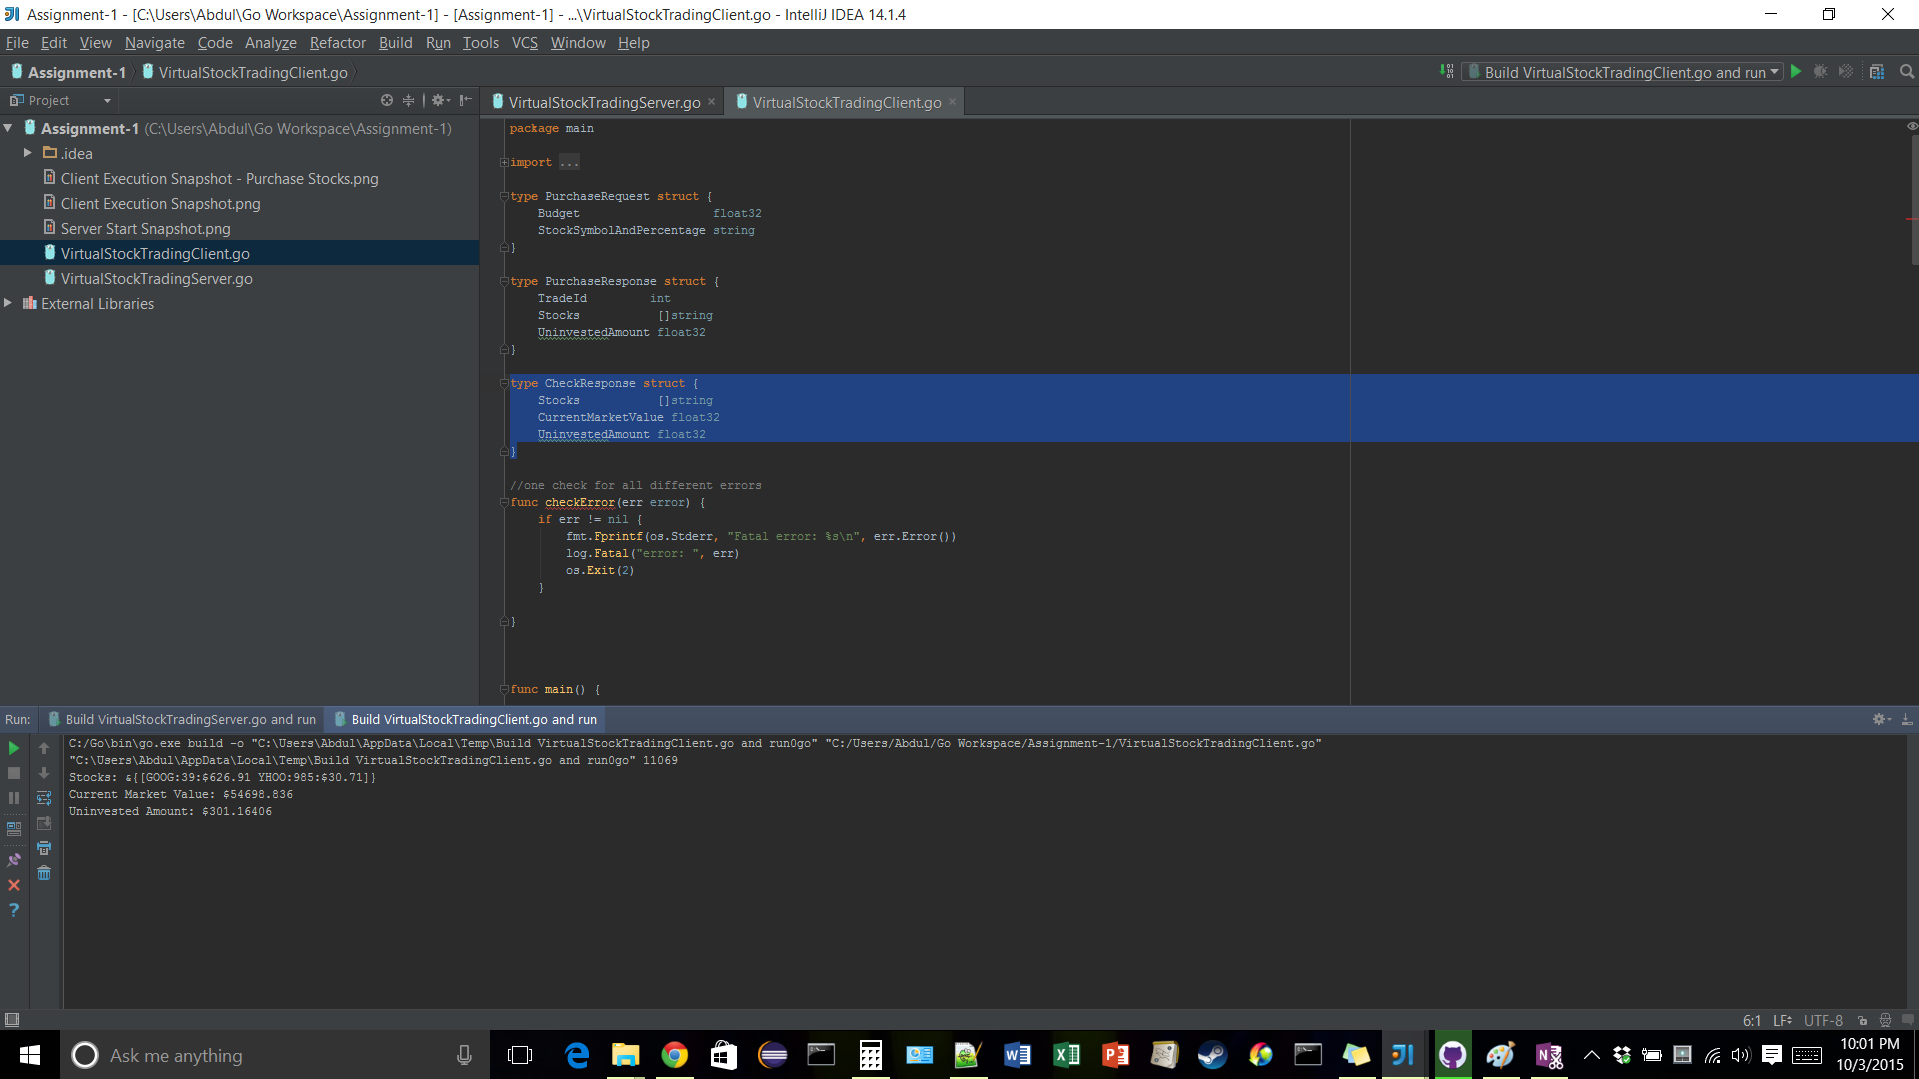 Assignment-1 - [C:\Users\Abdul\Go Workspace\Assignment-1] - [Assignment-1] - ...\VirtualStockTradingClient.go - IntelliJ IDEA 14.1.4
File Edit View Navigate Code Analyze Refactor Build Run Tools VCS Window Help
Assignment-1 VirtualStockTradingClient.go
Build VirtualStockTradingClient.go and run
Project
VirtualStockTradingServer.go
VirtualStockTradingClient.go
Assignment-1 (C:\Users\Abdul\Go Workspace\Assignment-1)
.idea
Client Execution Snapshot - Purchase Stocks.png
Client Execution Snapshot.png
Server Start Snapshot.png
VirtualStockTradingClient.go
VirtualStockTradingServer.go
External Libraries
package main
import ...
type PurchaseRequest struct {
Budget float32
StockSymbolAndPercentage string
}
type PurchaseResponse struct {
TradeId int
Stocks []string
UninvestedAmount float32
}
type CheckResponse struct {
Stocks []string
CurrentMarketValue float32
UninvestedAmount float32
}
//one check for all different errors
func checkError(err error) {
if err != nil {
fmt.Fprintf(os.Stderr, "Fatal error: %s\n", err.Error())
log.Fatal("error: ", err)
os.Exit(2)
}
}
func main() {
Run: Build VirtualStockTradingServer.go and run Build VirtualStockTradingClient.go and run
C:/Go\bin\go.exe build -o "C:\Users\Abdul\AppData\Local\Temp\Build VirtualStockTradingClient.go and run0go" "C:/Users/Abdul/Go Workspace/Assignment-1/VirtualStockTradingClient.go"
"C:\Users\Abdul\AppData\Local\Temp\Build VirtualStockTradingClient.go and run0go" 11069
Stocks: &{[GOOG:39:$626.91 YHOO:985:$30.71]}
Current Market Value: $54698.836
Uninvested Amount: $301.16406
6:1 LF UTF-8
Ask me anything
10:01 PM
10/3/2015